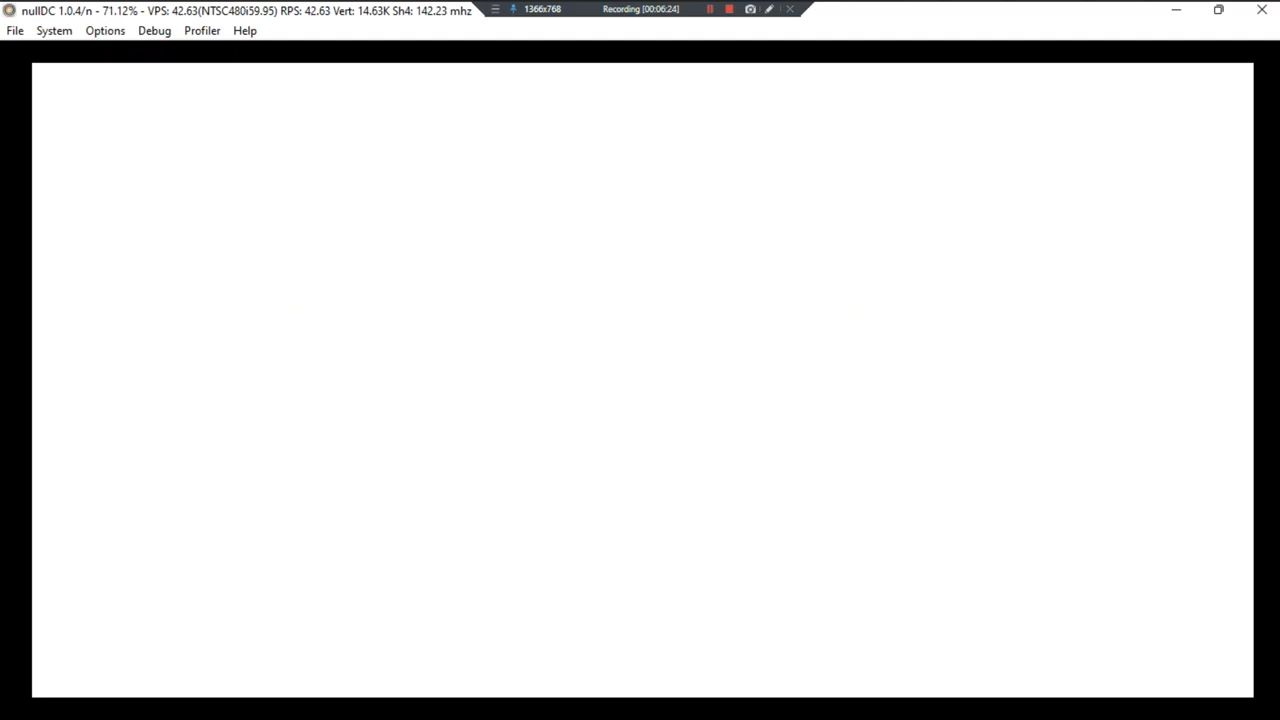 nullDC 1.0.4/n - 71.12% - VPS: 42.63(NTSC480i59.95) RPS: 42.63 Vert: 14.63K Sh4: 142.23 mhz
1366x768
Recording [00:06:24]
File System Options Debug Profiler Help